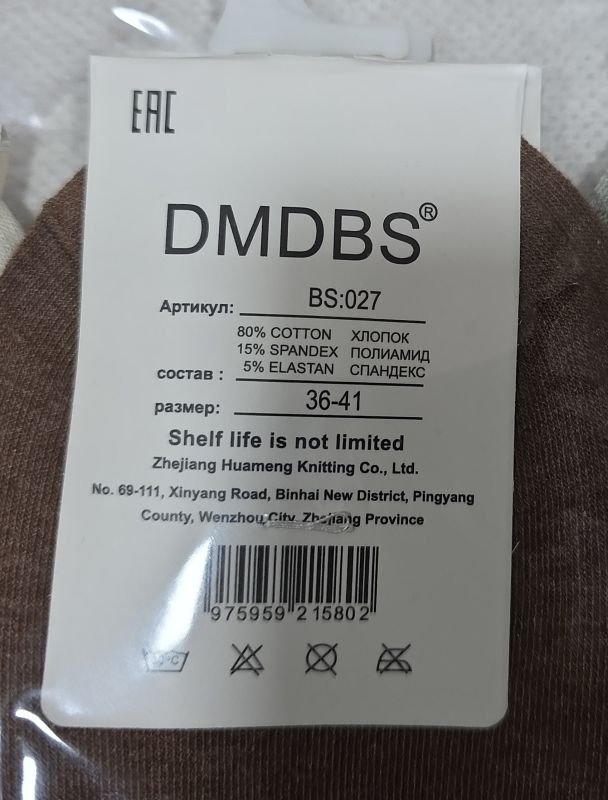 EAC
DMDBS®
Артикул: BS:027
80% COTTON ХЛОПОК
15% SPANDEX ПОЛИАМИД
состав : 5% ELASTAN СПАНДЕКС
размер: 36-41
Shelf life is not limited
Zhejiang Huameng Knitting Co., Ltd.
No. 69-111, Xinyang Road, Binhai New District, Pingyang
County, Wenzhou City, Zhejiang Province
975959 215802